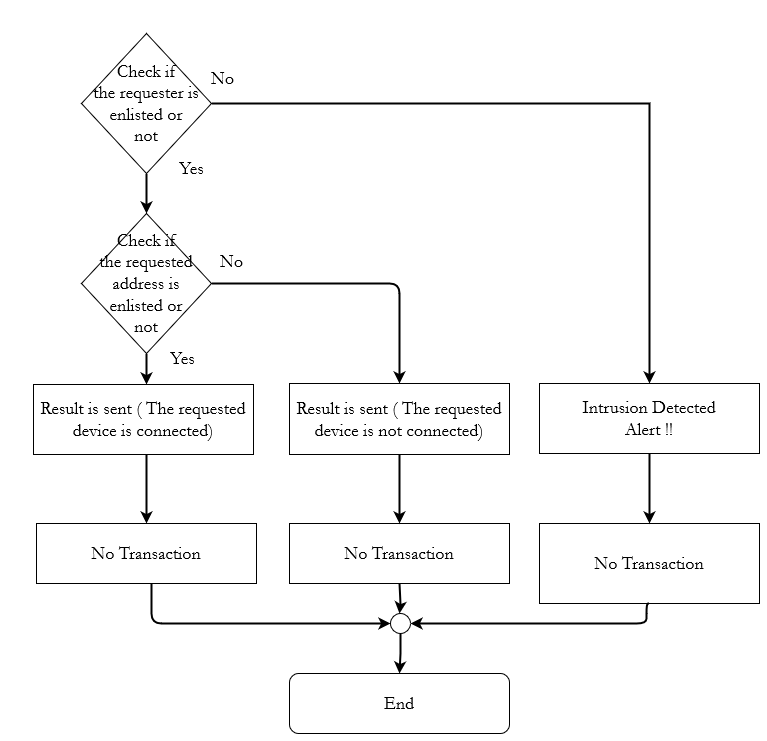 Check if
the requester is
enlisted or
not
No
Yes
Check if
the requested
address is
enlisted or
not
No
Yes
Result is sent ( The requested
device is connected)
Result is sent ( The requested
device is not connected)
Intrusion Detected
Alert !!
No Transaction
No Transaction
No Transaction
End